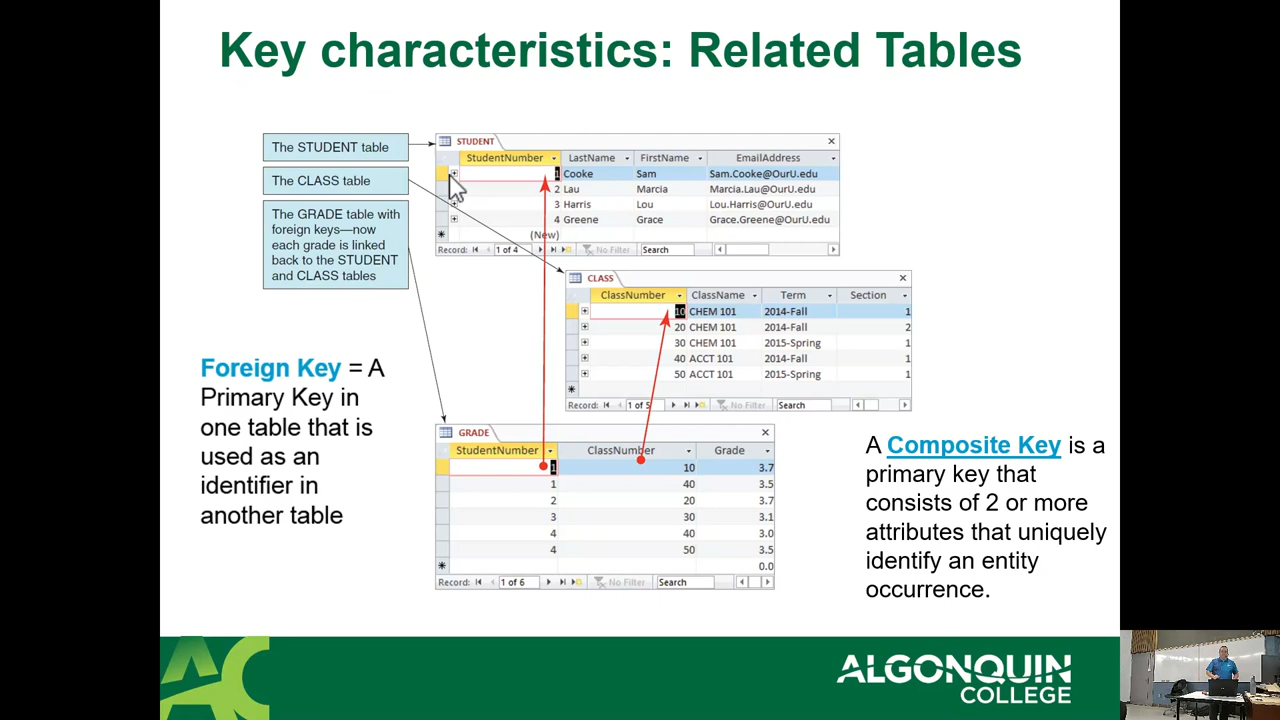 Key characteristics: Related Tables
The STUDENT table
The CLASS table
The GRADE table with
foreign keys—now
each grade is linked
back to the STUDENT
and CLASS tables
STUDENT
StudentNumber LastName FirstName EmailAddress
1 Cooke Sam Sam.Cooke@OurU.edu
2 Lau Marcia Marcia.Lau@OurU.edu
3 Harris Lou Lou.Harris@OurU.edu
4 Greene Grace Grace.Greene@OurU.edu
(New)
Record: 1 of 4 No Filter Search
CLASS
ClassNumber ClassName Term Section
10 CHEM 101 2014-Fall 1
20 CHEM 101 2014-Fall 2
30 CHEM 101 2015-Spring 1
40 ACCT 101 2014-Fall 1
50 ACCT 101 2015-Spring 1
Record: 1 of 5 No Filter Search
GRADE
StudentNumber ClassNumber Grade
1 10 3.7
1 40 3.5
2 20 3.7
3 30 3.1
4 40 3.0
4 50 3.5
0.0
Record: 1 of 6 No Filter Search
Foreign Key = A
Primary Key in
one table that is
used as an
identifier in
another table
A Composite Key is a
primary key that
consists of 2 or more
attributes that uniquely
identify an entity
occurrence.
AC
ALGONQUIN
COLLEGE